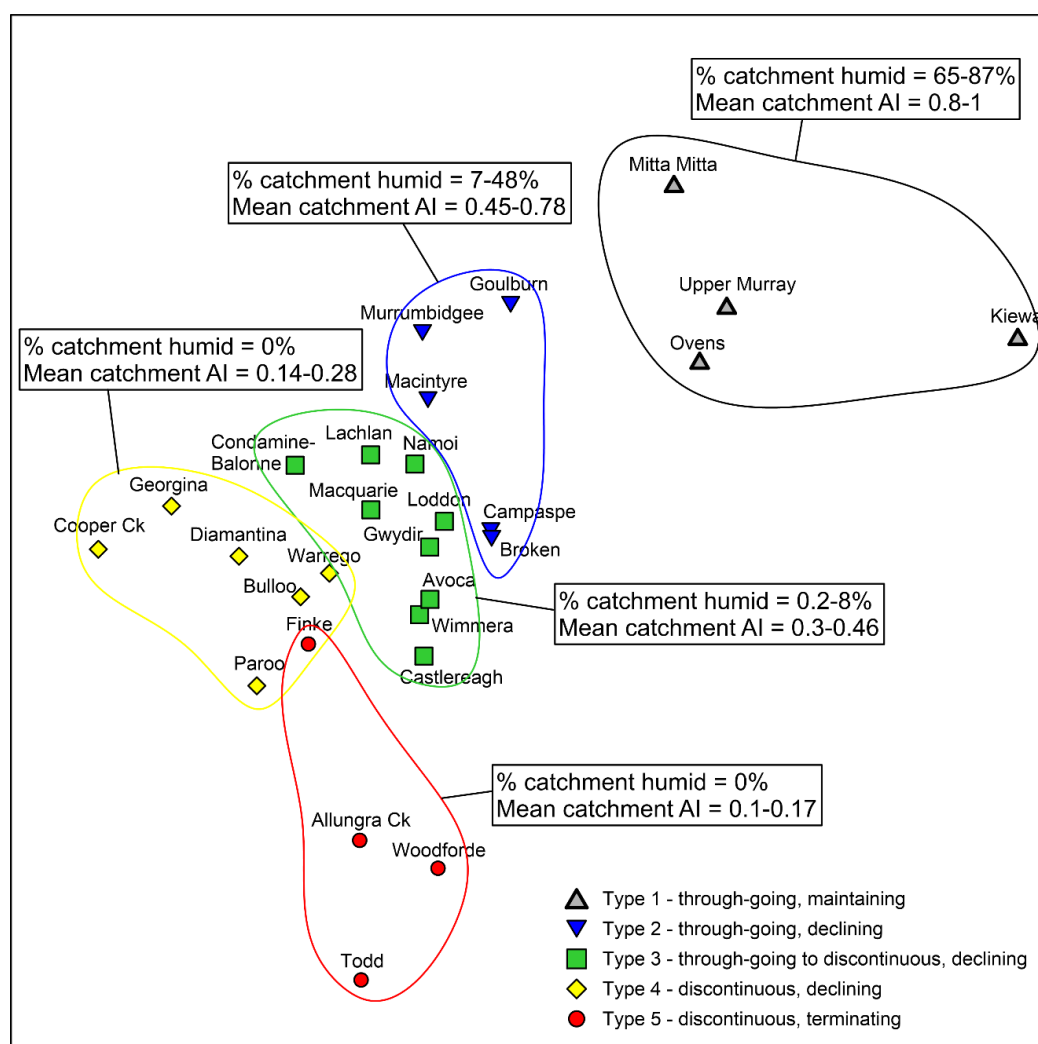 % catchment humid = 65-87%
Mean catchment AI = 0.8-1
Mitta Mitta
% catchment humid = 7-48%
Mean catchment AI = 0.45-0.78
Goulburn
Upper Murray
Murrumbidgee
Kiewa
Ovens
% catchment humid = 0%
Mean catchment AI = 0.14-0.28
Macintyre
Lachlan
Condamine-
Balonne
Namoi
Georgina
Macquarie
Loddon
Campaspe
Cooper Ck
Diamantina
Gwydir
Broken
Warrego
Bulloo
Avoca
% catchment humid = 0.2-8%
Mean catchment AI = 0.3-0.46
Finke
Wimmera
Paroo
Castlereagh
% catchment humid = 0%
Mean catchment AI = 0.1-0.17
Allungra Ck
Woodforde
Todd
Type 1 - through-going, maintaining
Type 2 - through-going, declining
Type 3 - through-going to discontinuous, declining
Type 4 - discontinuous, declining
Type 5 - discontinuous, terminating